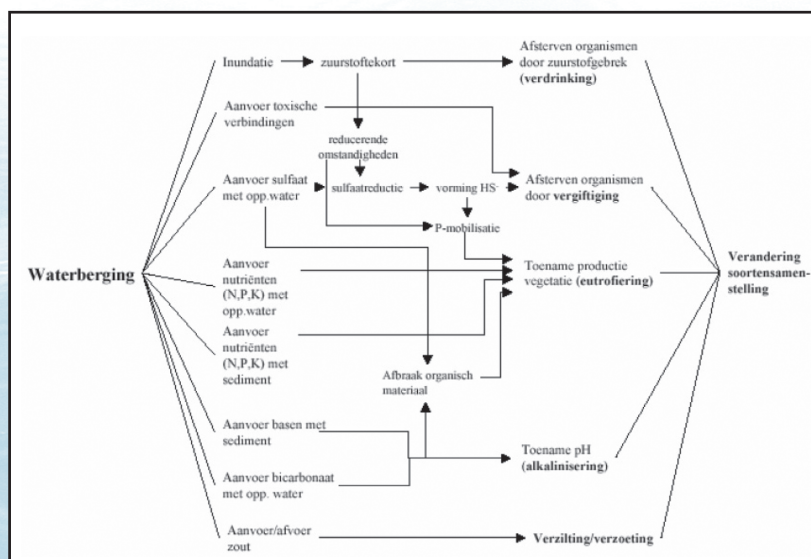 Waterberging
Inundatie
zuurstoftekort
Afsterven organismen
door zuurstofgebrek
(verdrinking)
Aanvoer toxische
verbindingen
reducerende
omstandigheden
Aanvoer sulfaat
met opp.water
sulfaatreductie
vorming HS-
Afsterven organismen
door vergiftiging
P-mobilisatie
Aanvoer
nutriënten
(N,P,K) met
opp.water
Toename productie
vegetatie (eutrofiering)
Verandering
soortensamen-
stelling
Aanvoer
nutriënten
(N,P,K) met
sediment
Afbraak organisch
materiaal
Aanvoer basen met
sediment
Toename pH
(alkalinisering)
Aanvoer bicarbonaat
met opp. water
Aanvoer/afvoer
zout
Verzilting/verzoeting